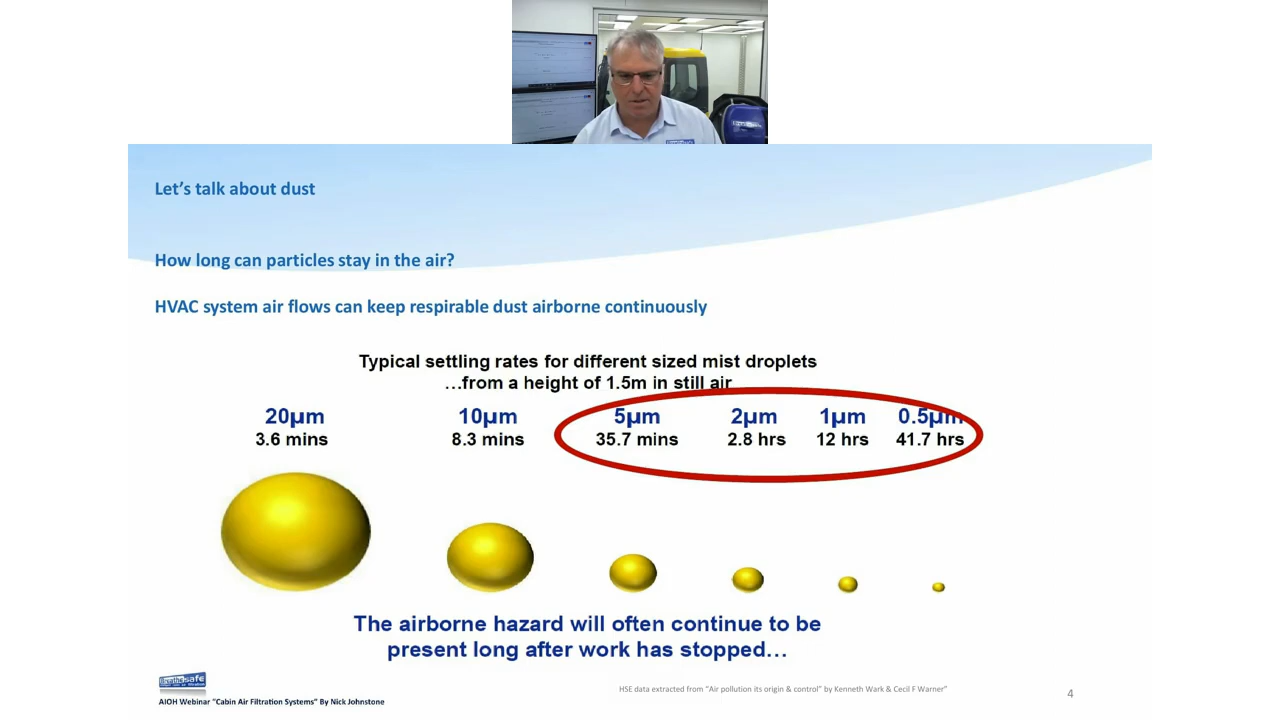 Let's talk about dust
How long can particles stay in the air?
HVAC system air flows can keep respirable dust airborne continuously
Typical settling rates for different sized mist droplets
…from a height of 1.5m in still air
20µm 10µm 5µm 2µm 1µm 0.5µm
3.6 mins 8.3 mins 35.7 mins 2.8 hrs 12 hrs 41.7 hrs
The airborne hazard will often continue to be
present long after work has stopped…
Breathe safe
HSE data extracted from "Air pollution its origin & control" by Kenneth Wark & Cecil F Warner"
4
AIOH Webinar "Cabin Air Filtration Systems" By Nick Johnstone